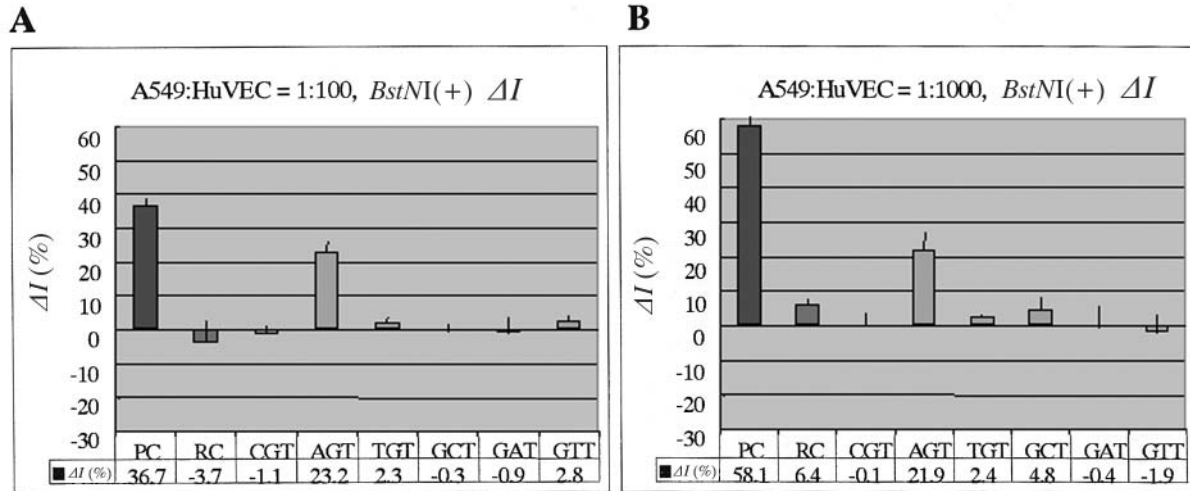 A
B
A549:HuVEC = 1:100, BstNI(+) ΔI
A549:HuVEC = 1:1000, BstNI(+) ΔI
ΔI (%)
60
50
40
30
20
10
0
-10
-20
-30
PC RC CGT AGT TGT GCT GAT GTT
ΔI (%) 36.7 -3.7 -1.1 23.2 2.3 -0.3 -0.9 2.8
ΔI (%)
60
50
40
30
20
10
0
-10
-20
-30
PC RC CGT AGT TGT GCT GAT GTT
ΔI (%) 58.1 6.4 -0.1 21.9 2.4 4.8 -0.4 -1.9